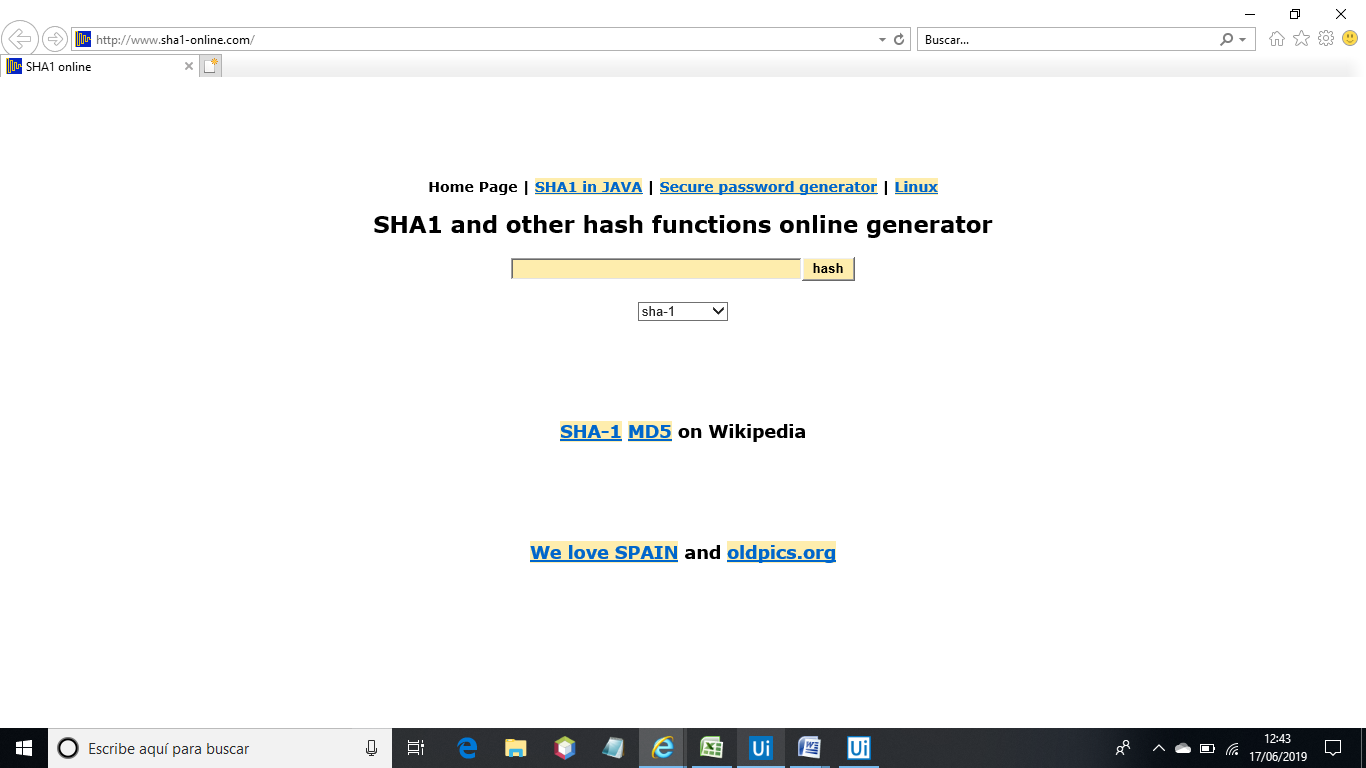 http://www.sha1-online.com/
Buscar...
SHA1 online
Home Page | SHA1 in JAVA | Secure password generator | Linux
SHA1 and other hash functions online generator
hash
sha-1
SHA-1 MD5 on Wikipedia
We love SPAIN and oldpics.org
Escribe aquí para buscar
Ui
Ui
12:43
17/06/2019